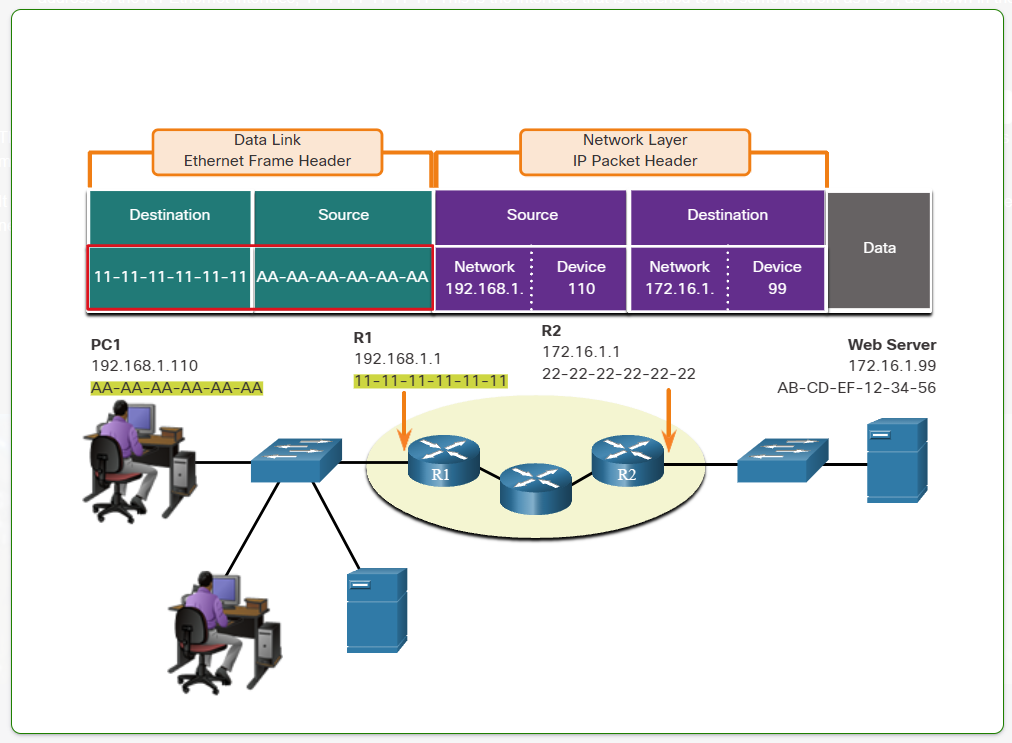 Data Link
Ethernet Frame Header
Network Layer
IP Packet Header
Destination
Source
Source
Destination
Data
11-11-11-11-11-11
AA-AA-AA-AA-AA-AA
Network
192.168.1.
Device
110
Network
172.16.1.
Device
99
PC1
192.168.1.110
AA-AA-AA-AA-AA-AA
R1
192.168.1.1
11-11-11-11-11-11
R2
172.16.1.1
22-22-22-22-22-22
Web Server
172.16.1.99
AB-CD-EF-12-34-56
R1
R2